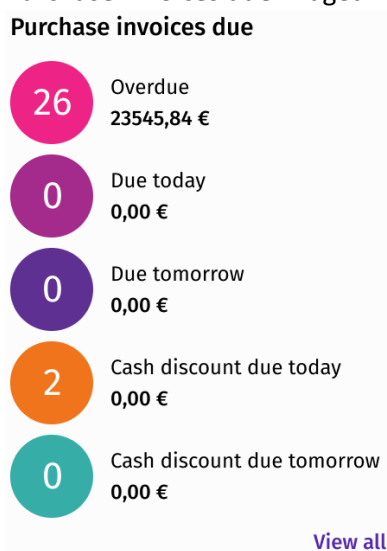 Purchase invoices due
26
Overdue
23545,84 €
0
Due today
0,00 €
0
Due tomorrow
0,00 €
2
Cash discount due today
0,00 €
0
Cash discount due tomorrow
0,00 €
View all